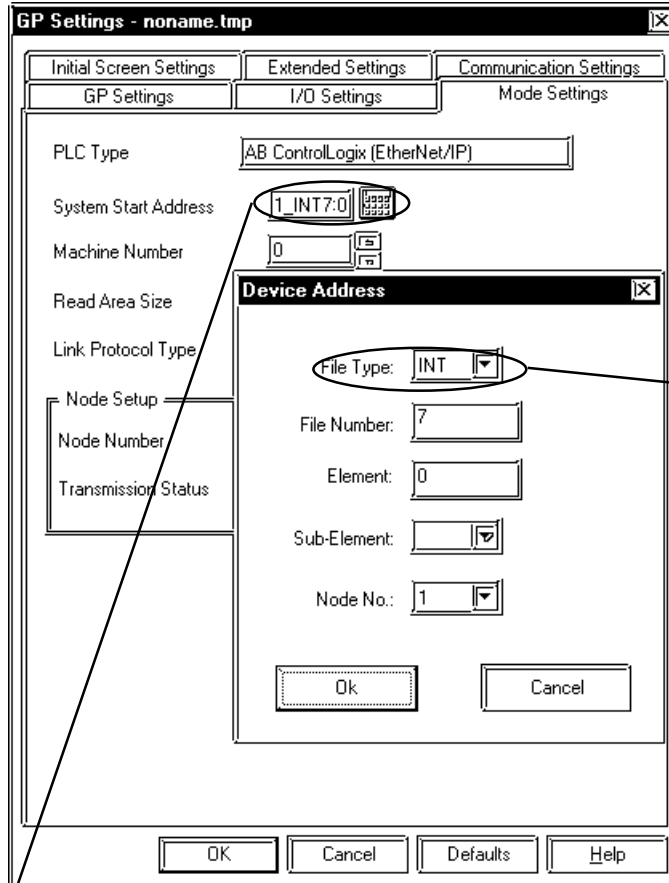 GP Settings - noname.tmp
Initial Screen Settings
Extended Settings
Communication Settings
GP Settings
I/O Settings
Mode Settings
PLC Type
AB ControlLogix (EtherNet/IP)
System Start Address
1_INT7:0
Machine Number
0
Read Area Size
Link Protocol Type
Node Setup
Node Number
Transmission Status
Device Address
File Type:
INT
File Number:
7
Element:
0
Sub-Element:
Node No.:
1
Ok
Cancel
OK
Cancel
Defaults
Help